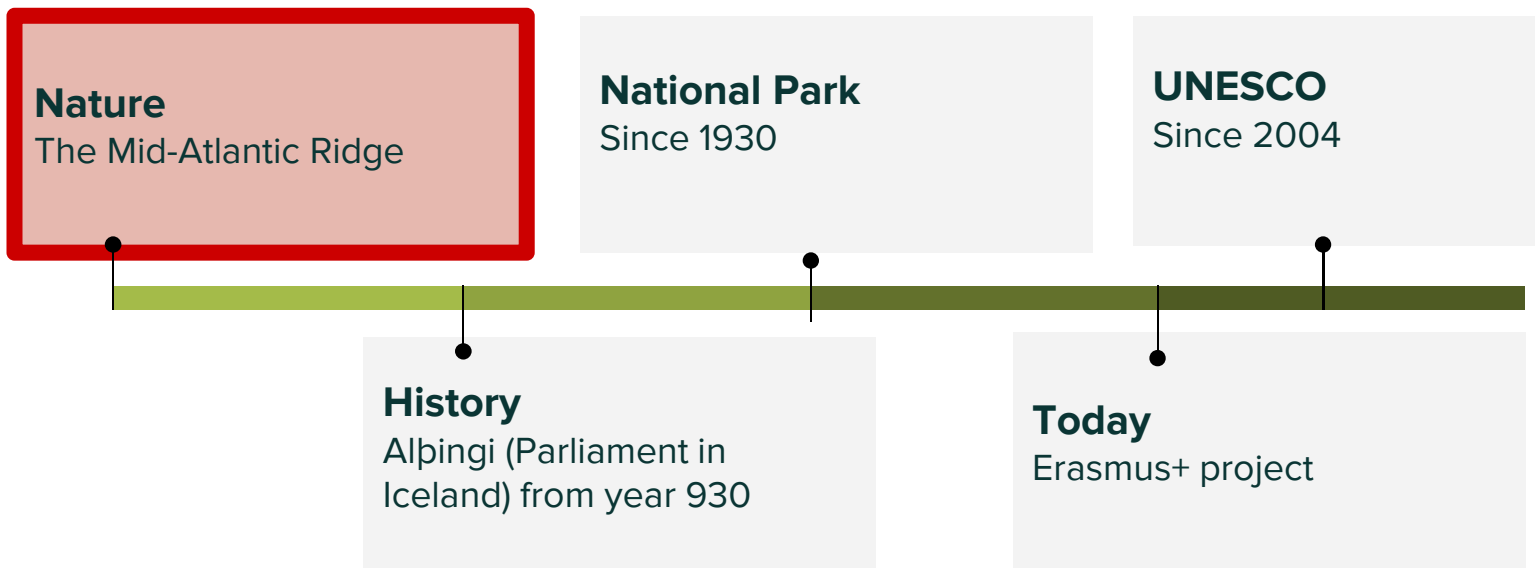 Nature
The Mid-Atlantic Ridge
National Park
Since 1930
UNESCO
Since 2004
History
Alþingi (Parliament in
Iceland) from year 930
Today
Erasmus+ project